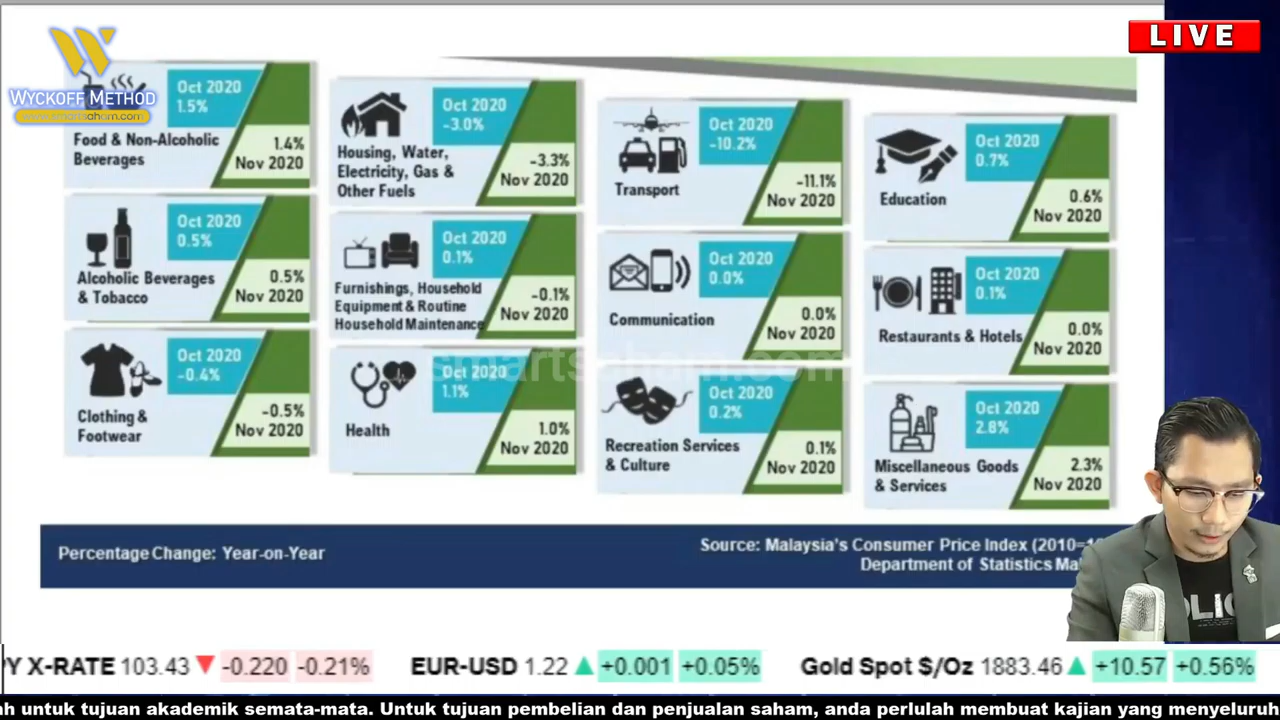 LIVE
WYCKOFF METHOD
Oct 2020
1.5%
Food & Non-Alcoholic
Beverages
1.4%
Nov 2020
Oct 2020
0.5%
Alcoholic Beverages
& Tobacco
0.5%
Nov 2020
Oct 2020
-0.4%
Clothing &
Footwear
-0.5%
Nov 2020
Oct 2020
-3.0%
Housing, Water,
Electricity, Gas &
Other Fuels
-3.3%
Nov 2020
Oct 2020
0.1%
Furnishings, Household
Equipment & Routine
Household Maintenance
-0.1%
Nov 2020
Oct 2020
1.1%
Health
1.0%
Nov 2020
Oct 2020
-10.2%
Transport
-11.1%
Nov 2020
Oct 2020
0.0%
Communication
0.0%
Nov 2020
Oct 2020
0.2%
Recreation Services
& Culture
0.1%
Nov 2020
Oct 2020
0.7%
Education
0.6%
Nov 2020
Oct 2020
0.1%
Restaurants & Hotels
0.0%
Nov 2020
Oct 2020
2.8%
Miscellaneous Goods
& Services
2.3%
Nov 2020
smartsaham.com
Percentage Change: Year-on-Year
Source: Malaysia's Consumer Price Index (2010=1
Department of Statistics Ma
PY X-RATE 103.43 ▼ -0.220 -0.21% EUR-USD 1.22 ▲ +0.001 +0.05% Gold Spot $/Oz 1883.46 ▲ +10.57 +0.56%
untuk tujuan akademik semata-mata. Untuk tujuan pembelian dan penjualan saham, anda perlulah membuat kajian yang menyeluruh